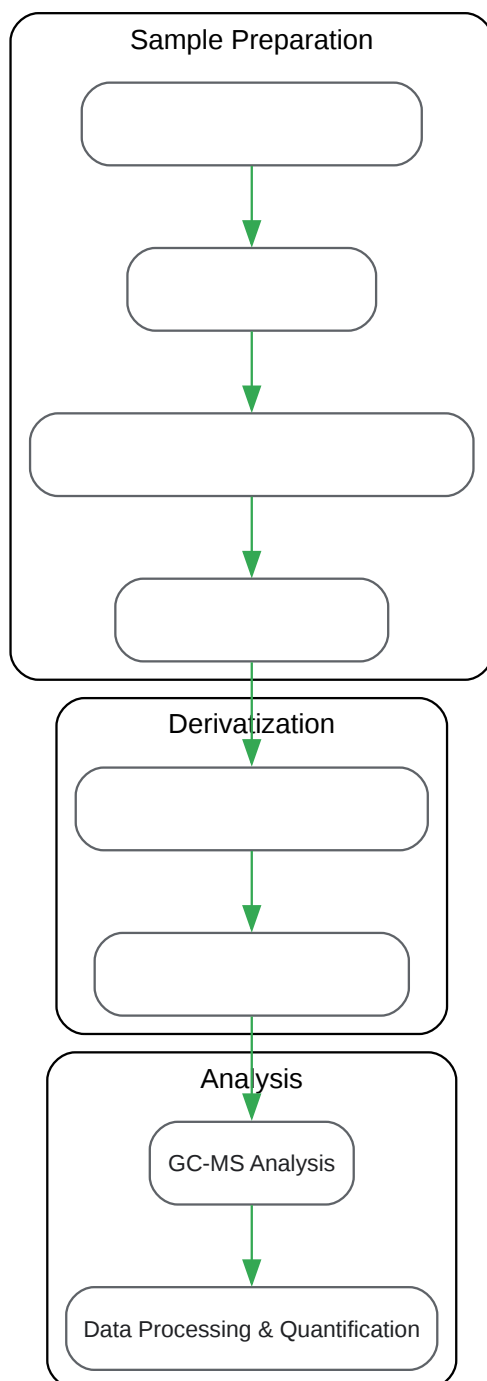 Sample Preparation
Derivatization
Analysis
GC-MS Analysis
Data Processing & Quantification